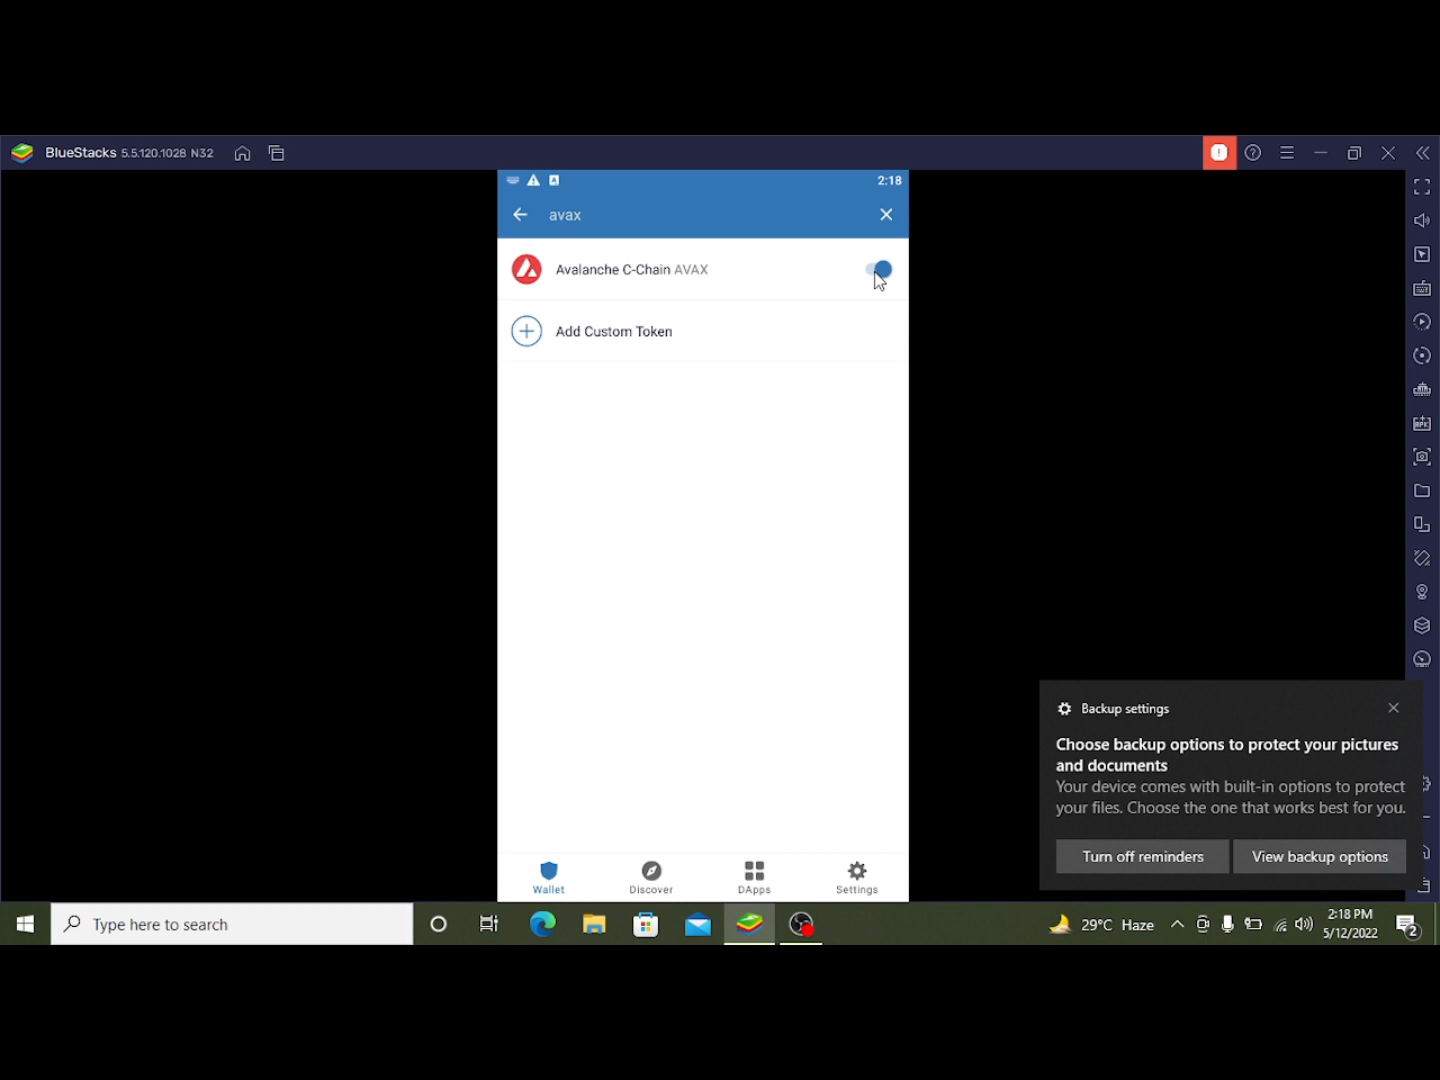 BlueStacks 5.5.120.1028 N32
2:18
avax
Avalanche C-Chain AVAX
Add Custom Token
Wallet
Discover
DApps
Settings
Backup settings
Choose backup options to protect your pictures
and documents
Your device comes with built-in options to protect
your files. Choose the one that works best for you.
Turn off reminders
View backup options
Type here to search
29°C Haze
2:18 PM
5/12/2022
2